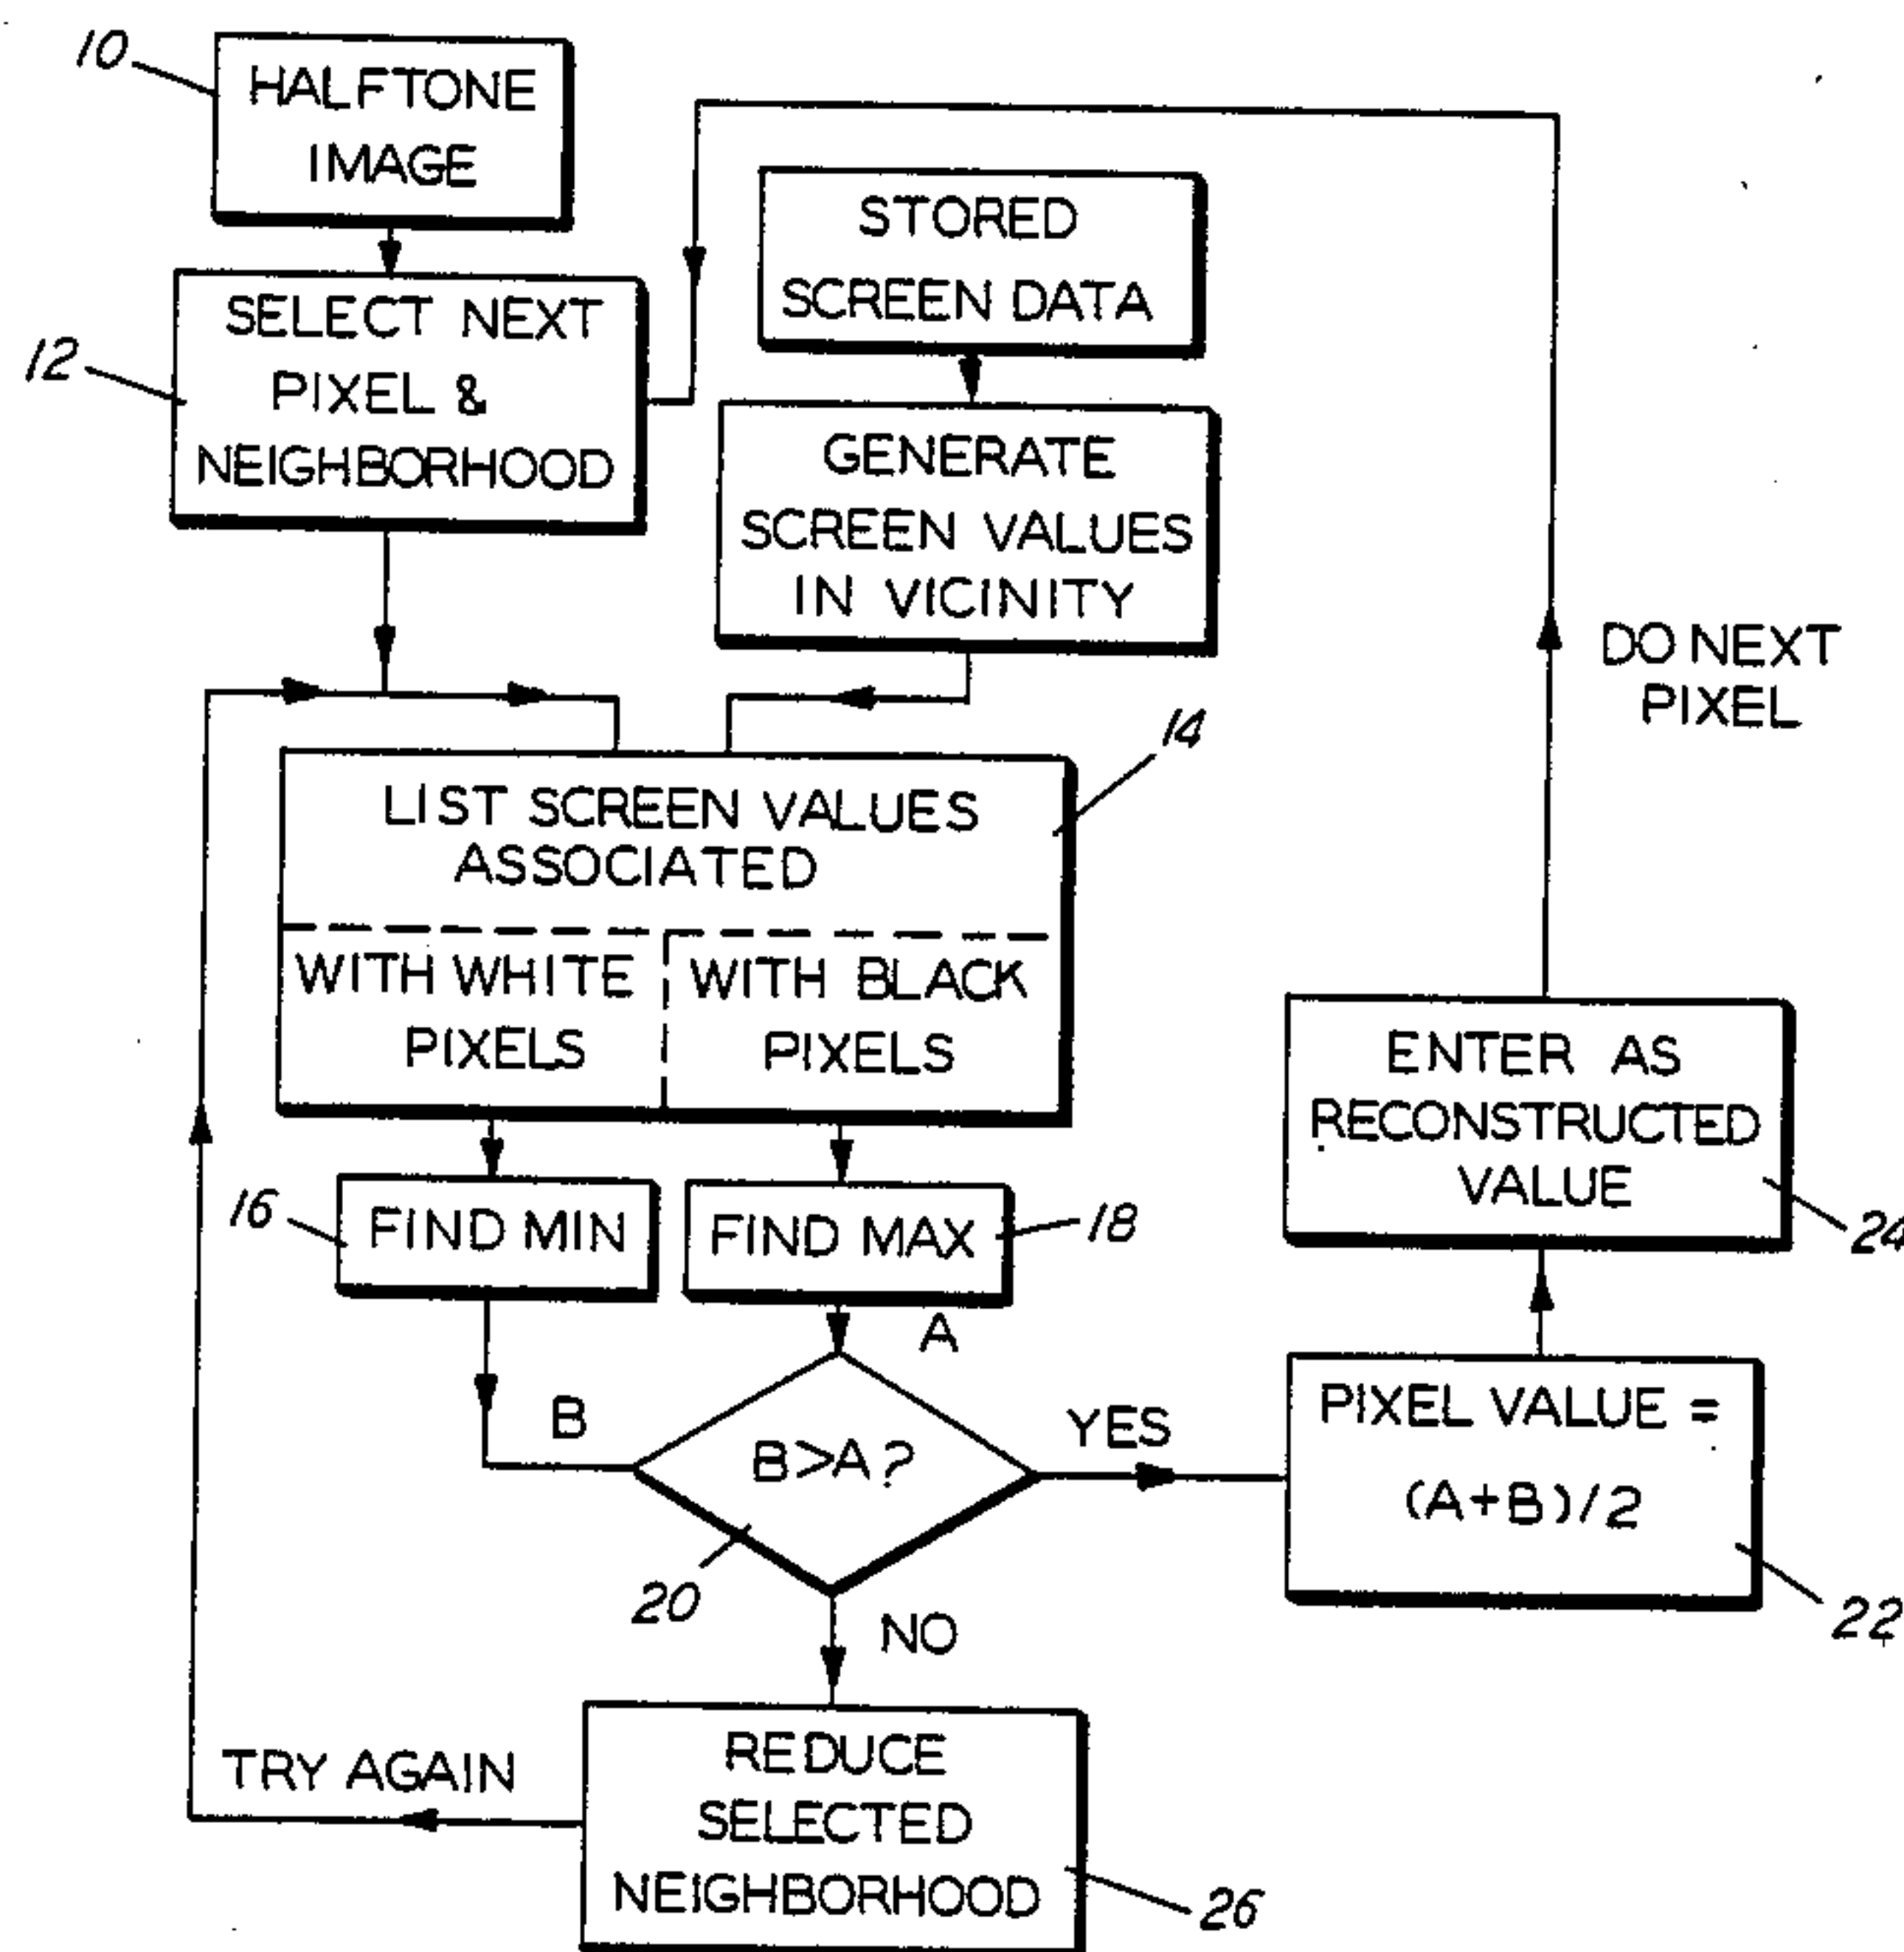 10
HALFTONE
IMAGE
12
SELECT NEXT
PIXEL &
NEIGHBORHOOD
STORED
SCREEN DATA
GENERATE
SCREEN VALUES
IN VICINITY
DO NEXT
PIXEL
14
LIST SCREEN VALUES
ASSOCIATED
WITH WHITE
PIXELS
WITH BLACK
PIXELS
16
FIND MIN
FIND MAX
18
ENTER AS
RECONSTRUCTED
VALUE
24
A
B
B>A?
YES
20
NO
PIXEL VALUE =
(A+B)/2
22
TRY AGAIN
REDUCE
SELECTED
NEIGHBORHOOD
26